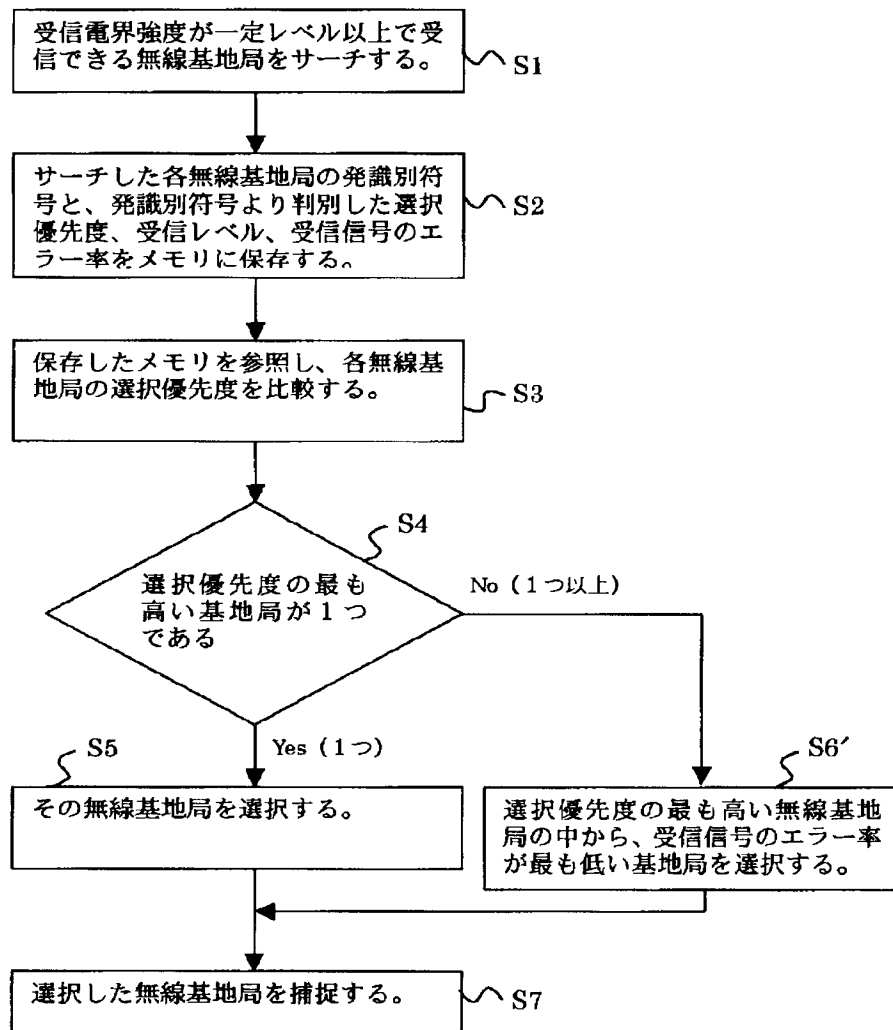 受信電界強度が一定レベル以上で受
信できる無線基地局をサーチする。
S1
サーチした各無線基地局の発識別符
号と、発識別符号より判別した選択
優先度、受信レベル、受信信号のエ
ラー率をメモリに保存する。
S2
保存したメモリを参照し、各無線基
地局の選択優先度を比較する。
S3
S4
選択優先度の最も
高い基地局が1つ
である
No (1つ以上)
Yes (1つ)
S5
その無線基地局を選択する。
S6′
選択優先度の最も高い無線基地
局の中から、受信信号のエラー率
が最も低い基地局を選択する。
選択した無線基地局を捕捉する。
S7